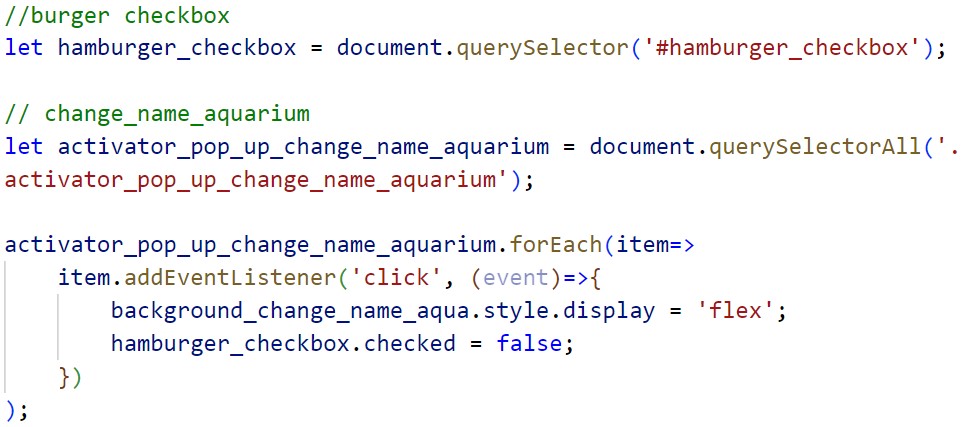 //burger checkbox
let hamburger_checkbox = document.querySelector('#hamburger_checkbox');
// change_name_aquarium
let activator_pop_up_change_name_aquarium = document.querySelectorAll('.
activator_pop_up_change_name_aquarium');
activator_pop_up_change_name_aquarium.forEach(item=>
    item.addEventListener('click', (event)=>{
        background_change_name_aqua.style.display = 'flex';
        hamburger_checkbox.checked = false;
    })
);